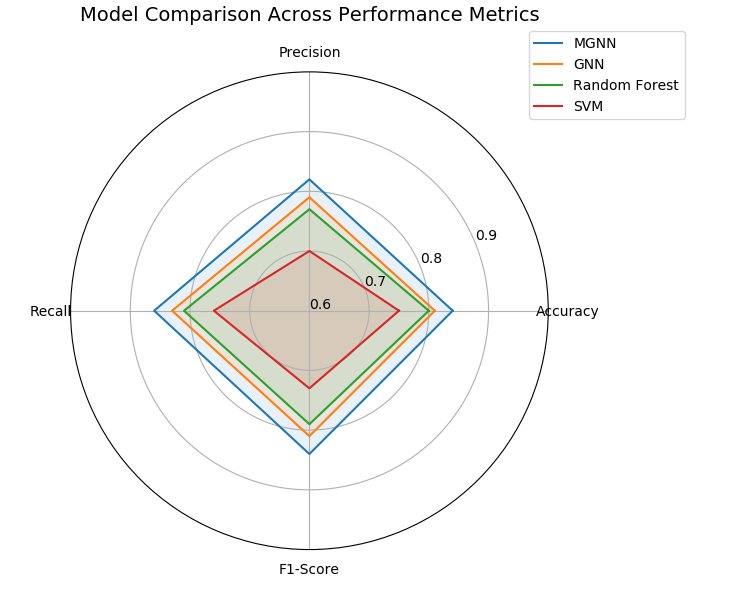 Model Comparison Across Performance Metrics
MGNN
GNN
Random Forest
SVM
Precision
0.9
0.8
0.7
0.6
Recall
Accuracy
F1-Score